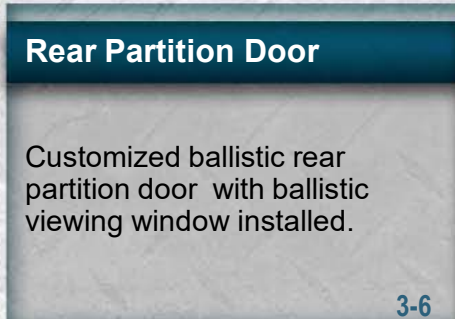 Rear Partition Door
Customized ballistic rear
partition door  with ballistic
viewing window installed.
3-6